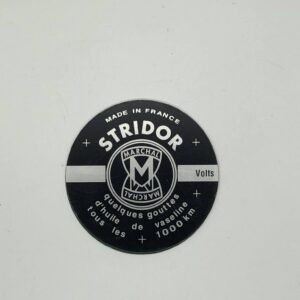 MADE IN FRANCE
STRIDOR
MARCHAL
M
MARCHAL
Volts
quelques gouttes
d'huile de vaseline
tous les 1000 km